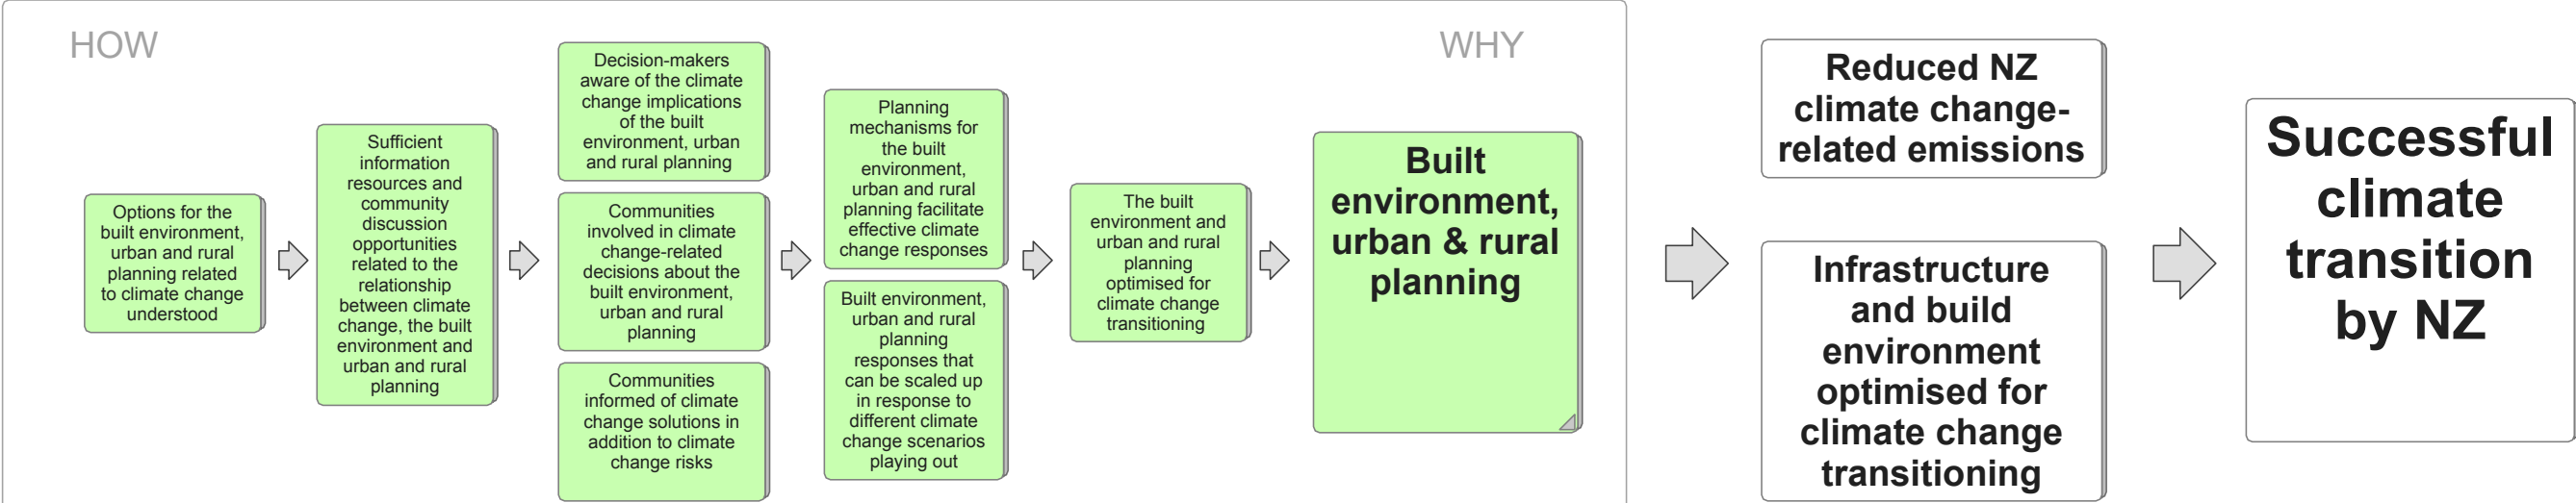 HOW
WHY
Options for the
built environment,
urban and rural
planning related
to climate change
understood
Sufficient
information
resources and
community
discussion
opportunities
related to the
relationship
between climate
change, the built
environment and
urban and rural
planning
Decision-makers
aware of the climate
change implications
of the built
environment, urban
and rural planning
Communities
involved in climate
change-related
decisions about the
built environment,
urban and rural
planning
Communities
informed of climate
change solutions in
addition to climate
change risks
Planning
mechanisms for
the built
environment,
urban and rural
planning facilitate
effective climate
change responses
Built environment,
urban and rural
planning
responses that
can be scaled up
in response to
different climate
change scenarios
playing out
The built
environment and
urban and rural
planning
optimised for
climate change
transitioning
Built
environment,
urban & rural
planning
Reduced NZ
climate change-
related emissions
Infrastructure
and build
environment
optimised for
climate change
transitioning
Successful
climate
transition
by NZ